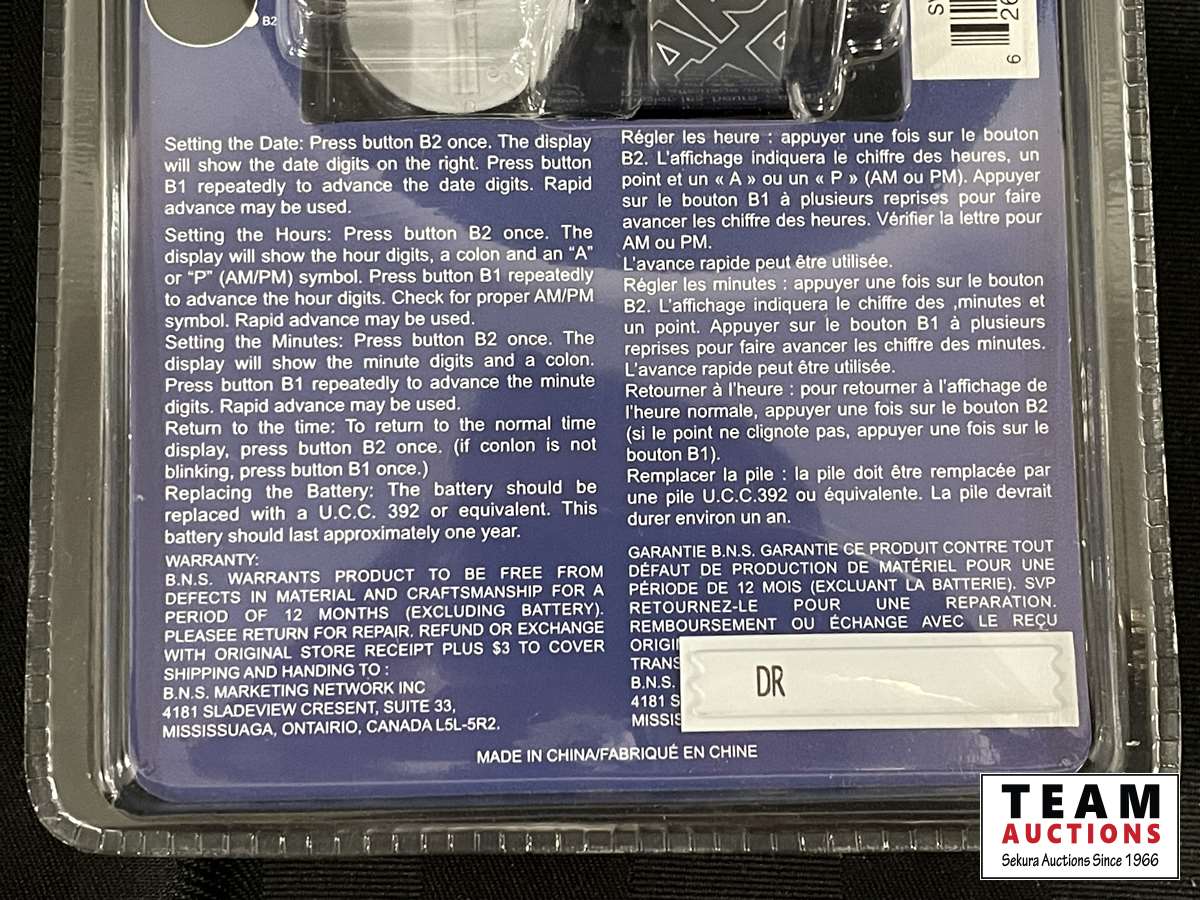 B2
SY
6 26
Setting the Date: Press button B2 once. The display
will show the date digits on the right. Press button
B1 repeatedly to advance the date digits. Rapid
advance may be used.
Setting the Hours: Press button B2 once. The
display will show the hour digits, a colon and an “A”
or “P” (AM/PM) symbol. Press button B1 repeatedly
to advance the hour digits. Check for proper AM/PM
symbol. Rapid advance may be used.
Setting the Minutes: Press button B2 once. The
display will show the minute digits and a colon.
Press button B1 repeatedly to advance the minute
digits. Rapid advance may be used.
Return to the time: To return to the normal time
display, press button B2 once. (if conlon is not
blinking, press button B1 once.)
Replacing the Battery: The battery should be
replaced with a U.C.C. 392 or equivalent. This
battery should last approximately one year.
WARRANTY:
B.N.S. WARRANTS PRODUCT TO BE FREE FROM
DEFECTS IN MATERIAL AND CRAFTSMANSHIP FOR A
PERIOD OF 12 MONTHS (EXCLUDING BATTERY).
PLEASEE RETURN FOR REPAIR. REFUND OR EXCHANGE
WITH ORIGINAL STORE RECEIPT PLUS $3 TO COVER
SHIPPING AND HANDING TO :
B.N.S. MARKETING NETWORK INC
4181 SLADEVIEW CRESENT, SUITE 33,
MISSISSUAGA, ONTAIRIO, CANADA L5L-5R2.
Régler les heure : appuyer une fois sur le bouton
B2. L'affichage indiquera le chiffre des heures, un
point et un « A » ou un « P » (AM ou PM). Appuyer
sur le bouton B1 à plusieurs reprises pour faire
avancer les chiffre des heures. Vérifier la lettre pour
AM ou PM.
L'avance rapide peut être utilisée.
Régler les minutes : appuyer une fois sur le bouton
B2. L'affichage indiquera le chiffre des ,minutes et
un point. Appuyer sur le bouton B1 à plusieurs
reprises pour faire avancer les chiffre des minutes.
L'avance rapide peut être utilisée.
Retourner à l'heure : pour retourner à l'affichage de
l'heure normale, appuyer une fois sur le bouton B2
(si le point ne clignote pas, appuyer une fois sur le
bouton B1).
Remplacer la pile : la pile doit être remplacée par
une pile U.C.C.392 ou équivalente. La pile devrait
durer environ un an.
GARANTIE B.N.S. GARANTIE CE PRODUIT CONTRE TOUT
DÉFAUT DE PRODUCTION DE MATÉRIEL POUR UNE
PÉRIODE DE 12 MOIS (EXCLUANT LA BATTERIE). SVP
RETOURNEZ-LE POUR UNE REPARATION.
REMBOURSEMENT OU ÉCHANGE AVEC LE REÇU
ORIGI
TRANS
B.N.S.
4181 S
MISSIS
DR
MADE IN CHINA/FABRIQUÉ EN CHINE
TEAM
AUCTIONS
Sekura Auctions Since 1966